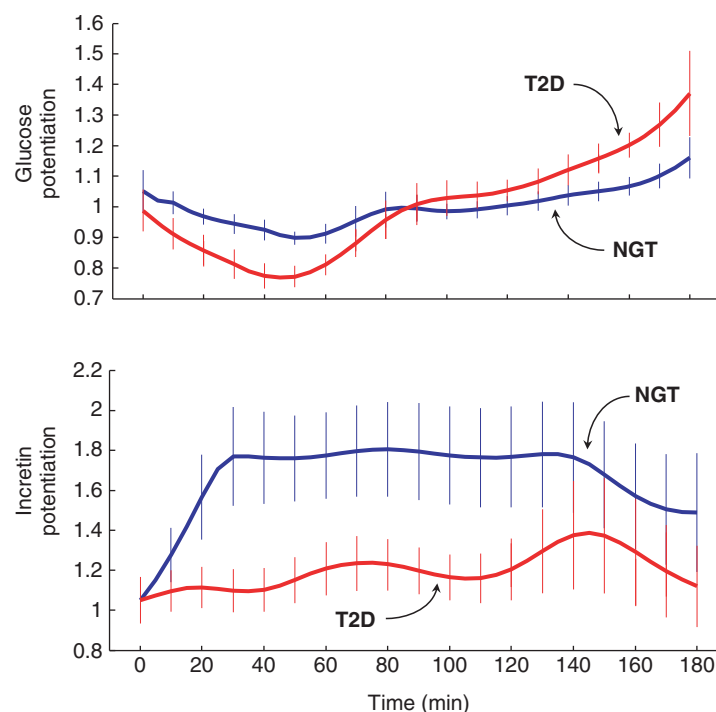 1.6
1.5
1.4
1.3
1.2
1.1
1
0.9
0.8
0.7
Glucose
potentiation
T2D
NGT
2.2
2
1.8
1.6
1.4
1.2
1
0.8
Incretin
potentiation
NGT
T2D
0 20 40 60 80 100 120 140 160 180
Time (min)